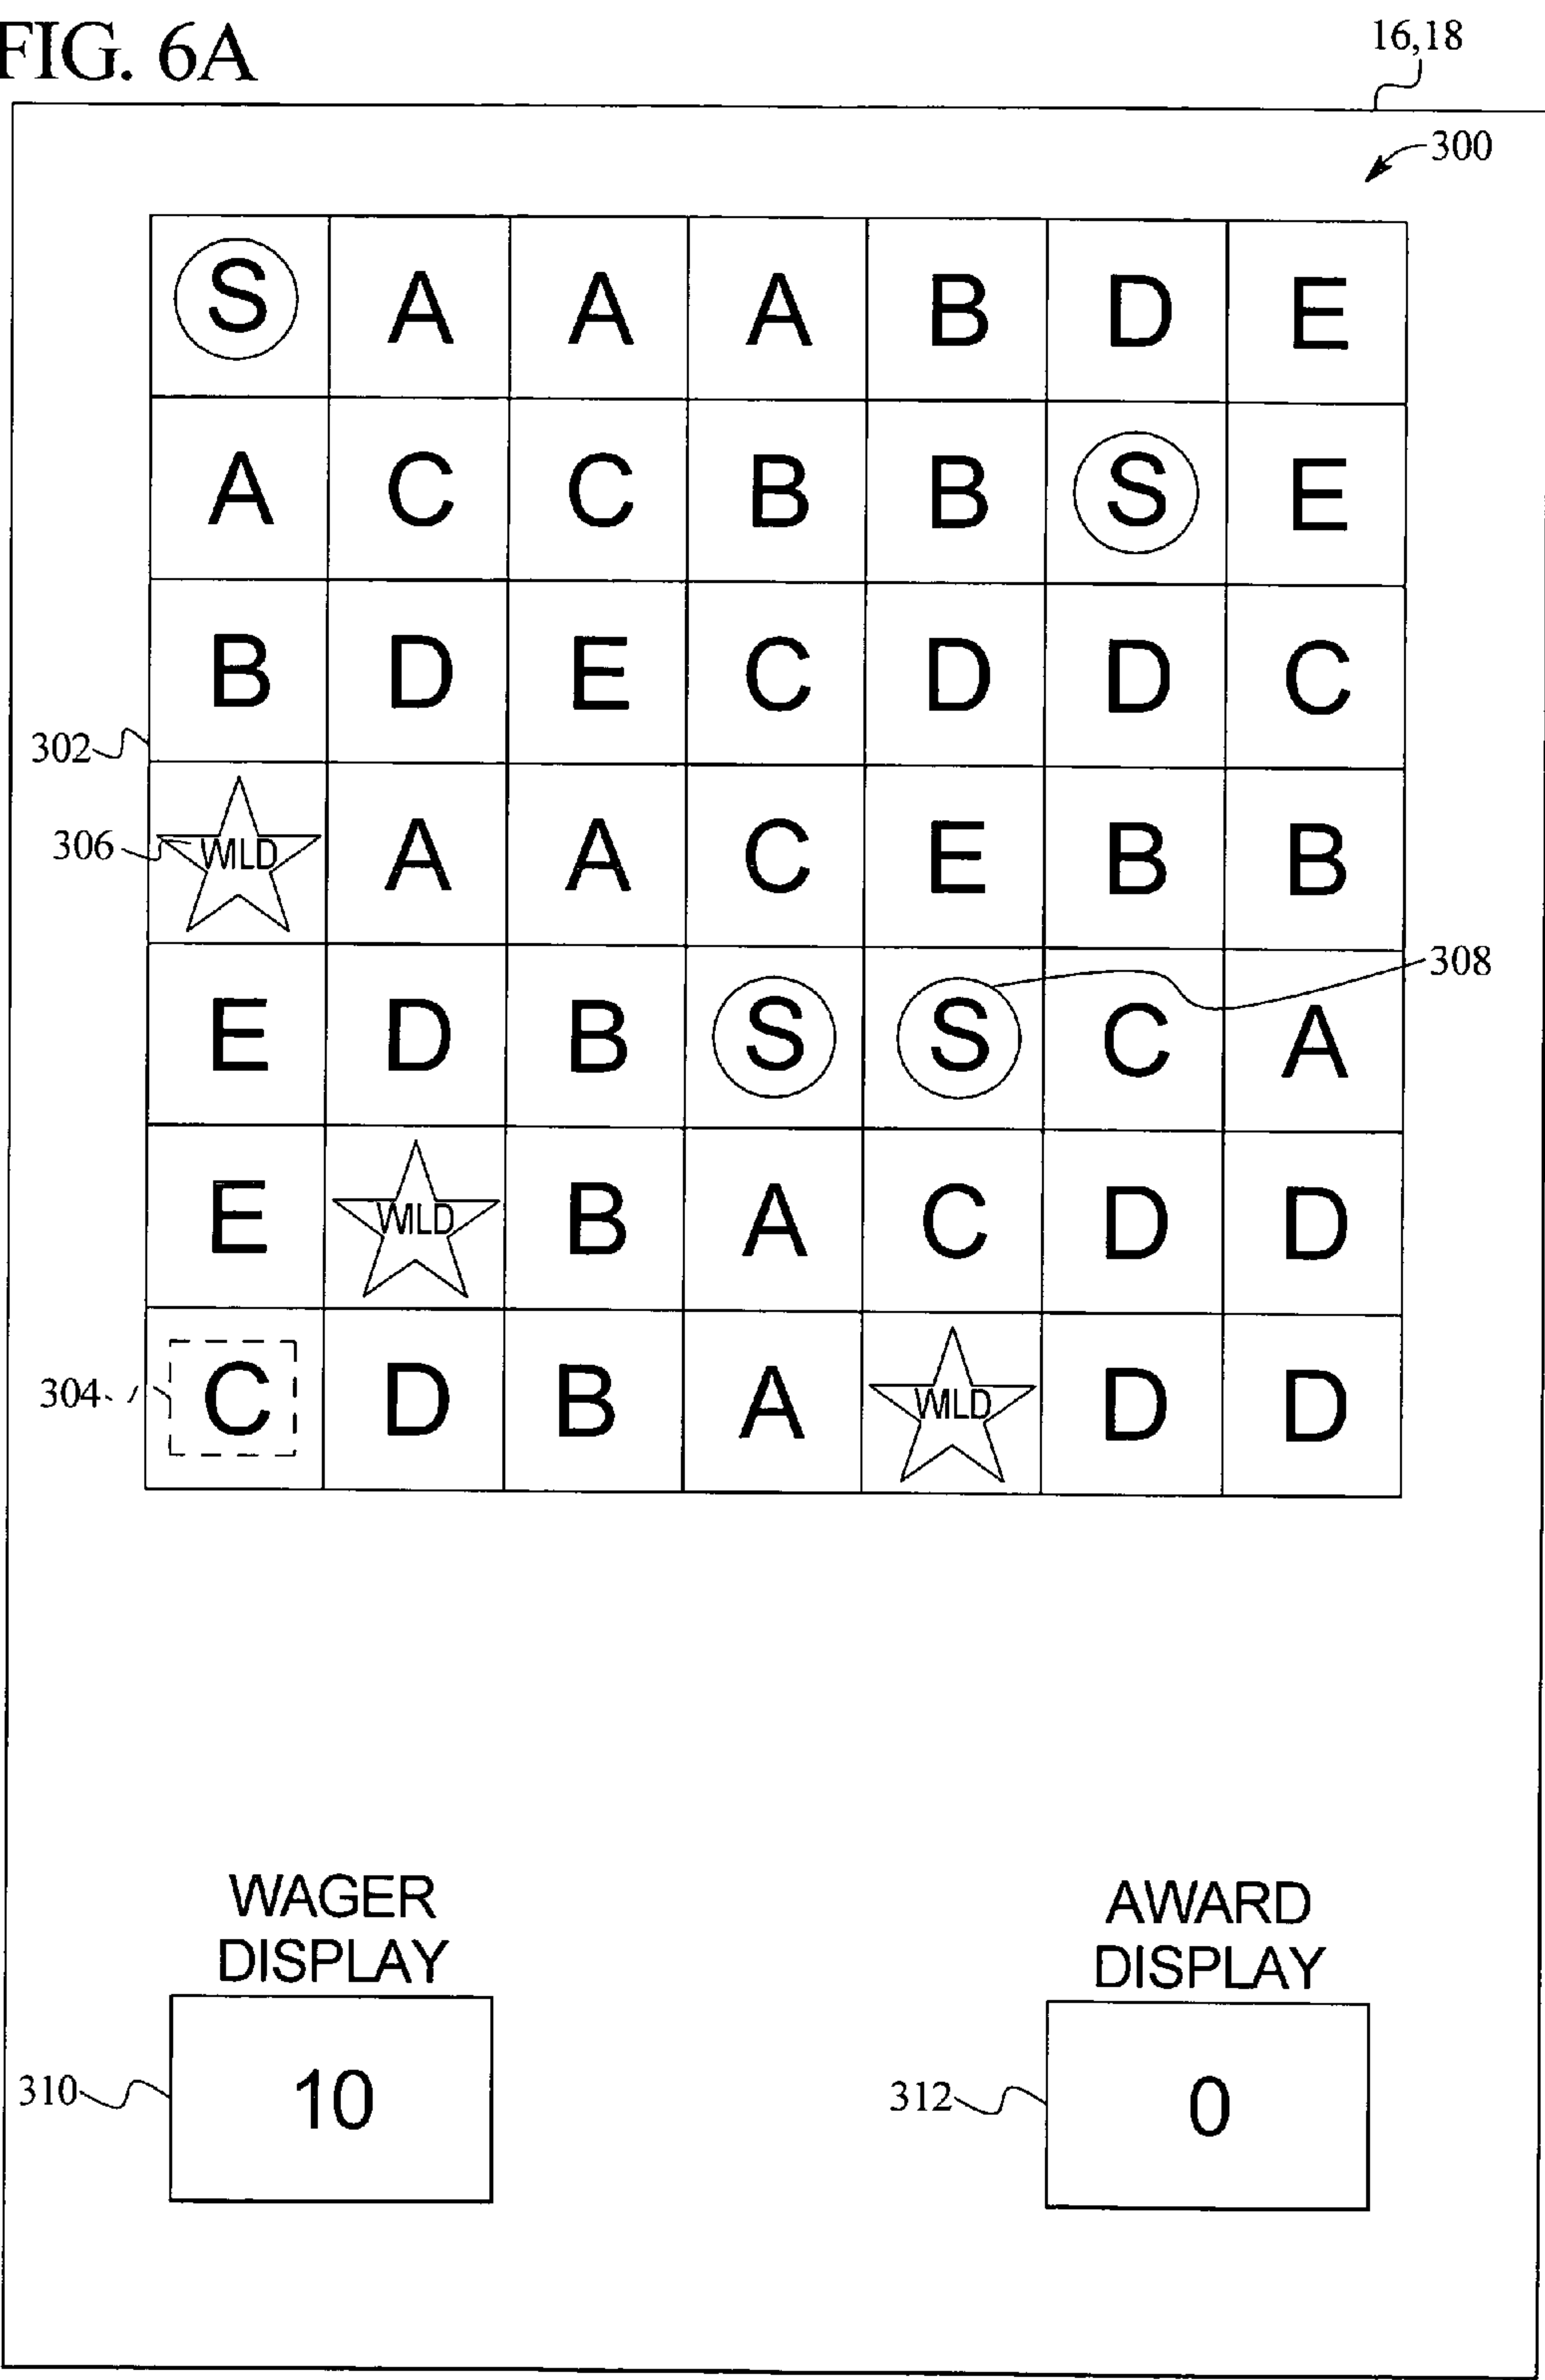 FIG. 6A
16,18
300
S A A A B D E
A C C B B S E
B D E C D D C
302
306 WILD A A C E B B
E D B S S C A
308
E WILD B A C D D
304 C D B A WILD D D
WAGER DISPLAY
AWARD DISPLAY
310 10
312 0